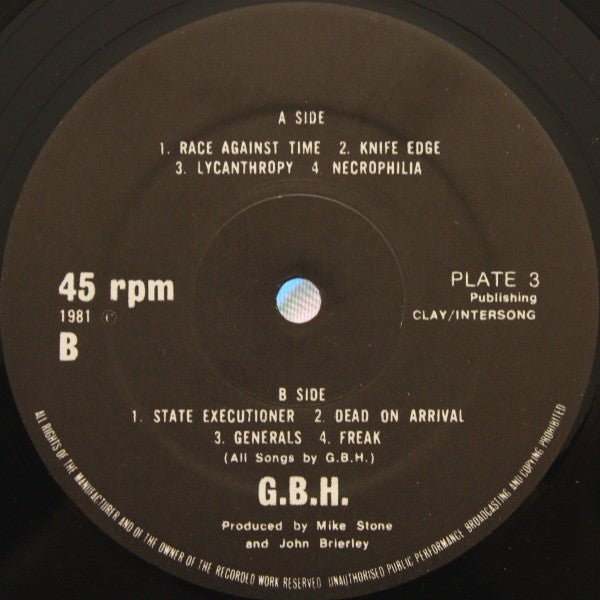 A SIDE
1. RACE AGAINST TIME 2. KNIFE EDGE
3. LYCANTHROPY 4. NECROPHILIA
45 rpm
1981 ℗
B
PLATE 3
Publishing
CLAY/INTERSONG
B SIDE
1. STATE EXECUTIONER 2. DEAD ON ARRIVAL
3. GENERALS 4. FREAK
(All Songs by G.B.H.)
G.B.H.
Produced by Mike Stone
and John Brierley
ALL RIGHTS OF THE MANUFACTURER AND OF THE OWNER OF THE RECORDED WORK RESERVED. UNAUTHORISED PUBLIC PERFORMANCE BROADCASTING AND COPYING PROHIBITED